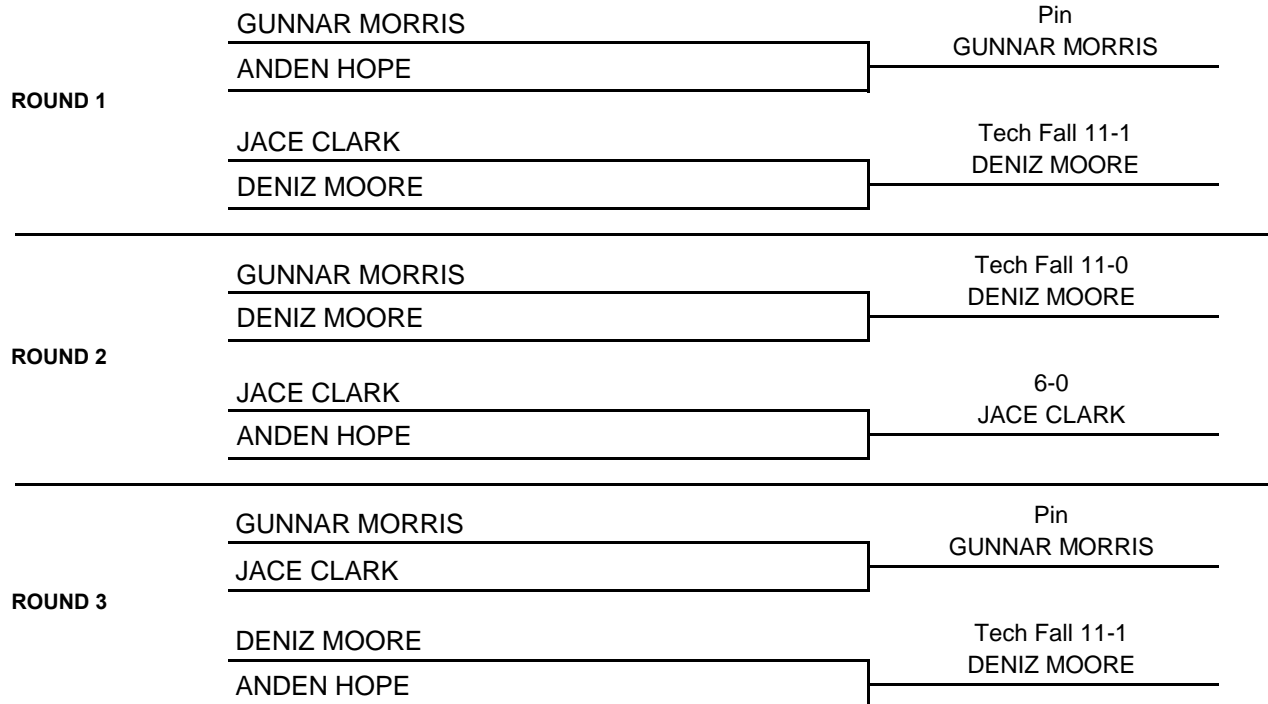 GUNNAR MORRIS
Pin
GUNNAR MORRIS
ANDEN HOPE
ROUND 1
JACE CLARK
Tech Fall 11-1
DENIZ MOORE
DENIZ MOORE
GUNNAR MORRIS
Tech Fall 11-0
DENIZ MOORE
DENIZ MOORE
ROUND 2
JACE CLARK
6-0
JACE CLARK
ANDEN HOPE
GUNNAR MORRIS
Pin
GUNNAR MORRIS
JACE CLARK
ROUND 3
DENIZ MOORE
Tech Fall 11-1
DENIZ MOORE
ANDEN HOPE